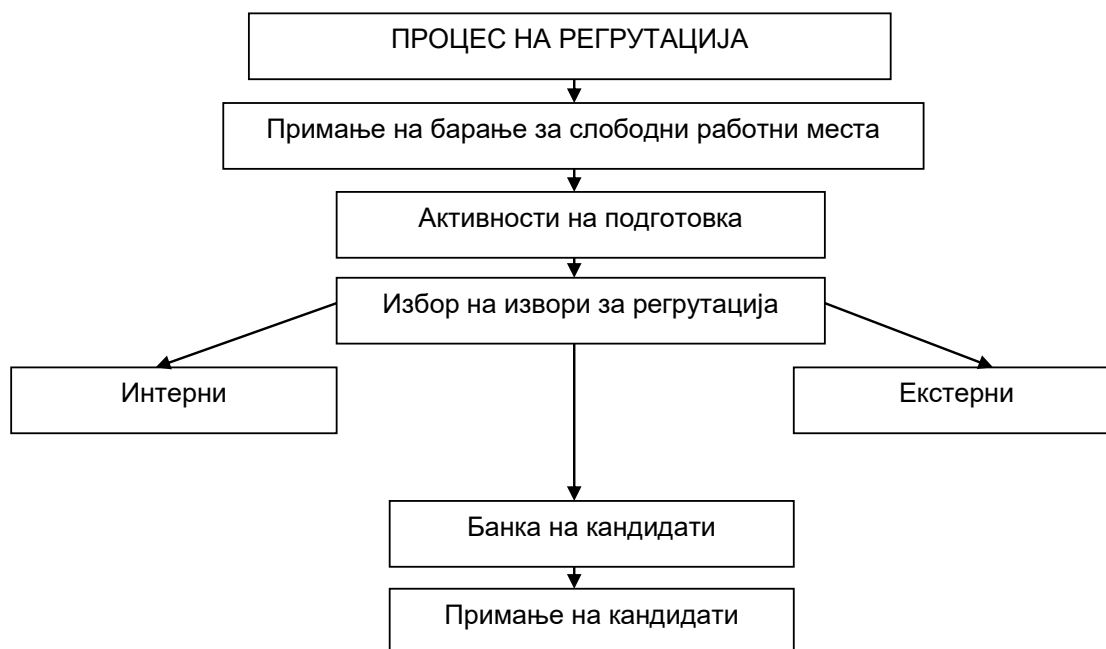 ПРОЦЕС НА РЕГРУТАЦИЈА
Примање на барање за слободни работни места
Активности на подготовка
Избор на извори за регрутација
Интерни
Екстерни
Банка на кандидати
Примање на кандидати